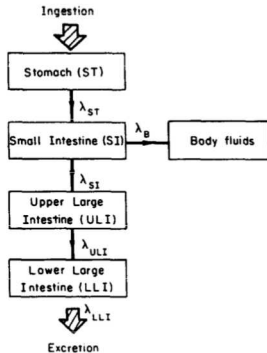 Ingestion
Stomach (ST)
λST
Small Intestine (SI)
λB
Body fluids
λSI
Upper Large
Intestine (ULI)
λULI
Lower Large
Intestine (LLI)
λLLI
Excretion